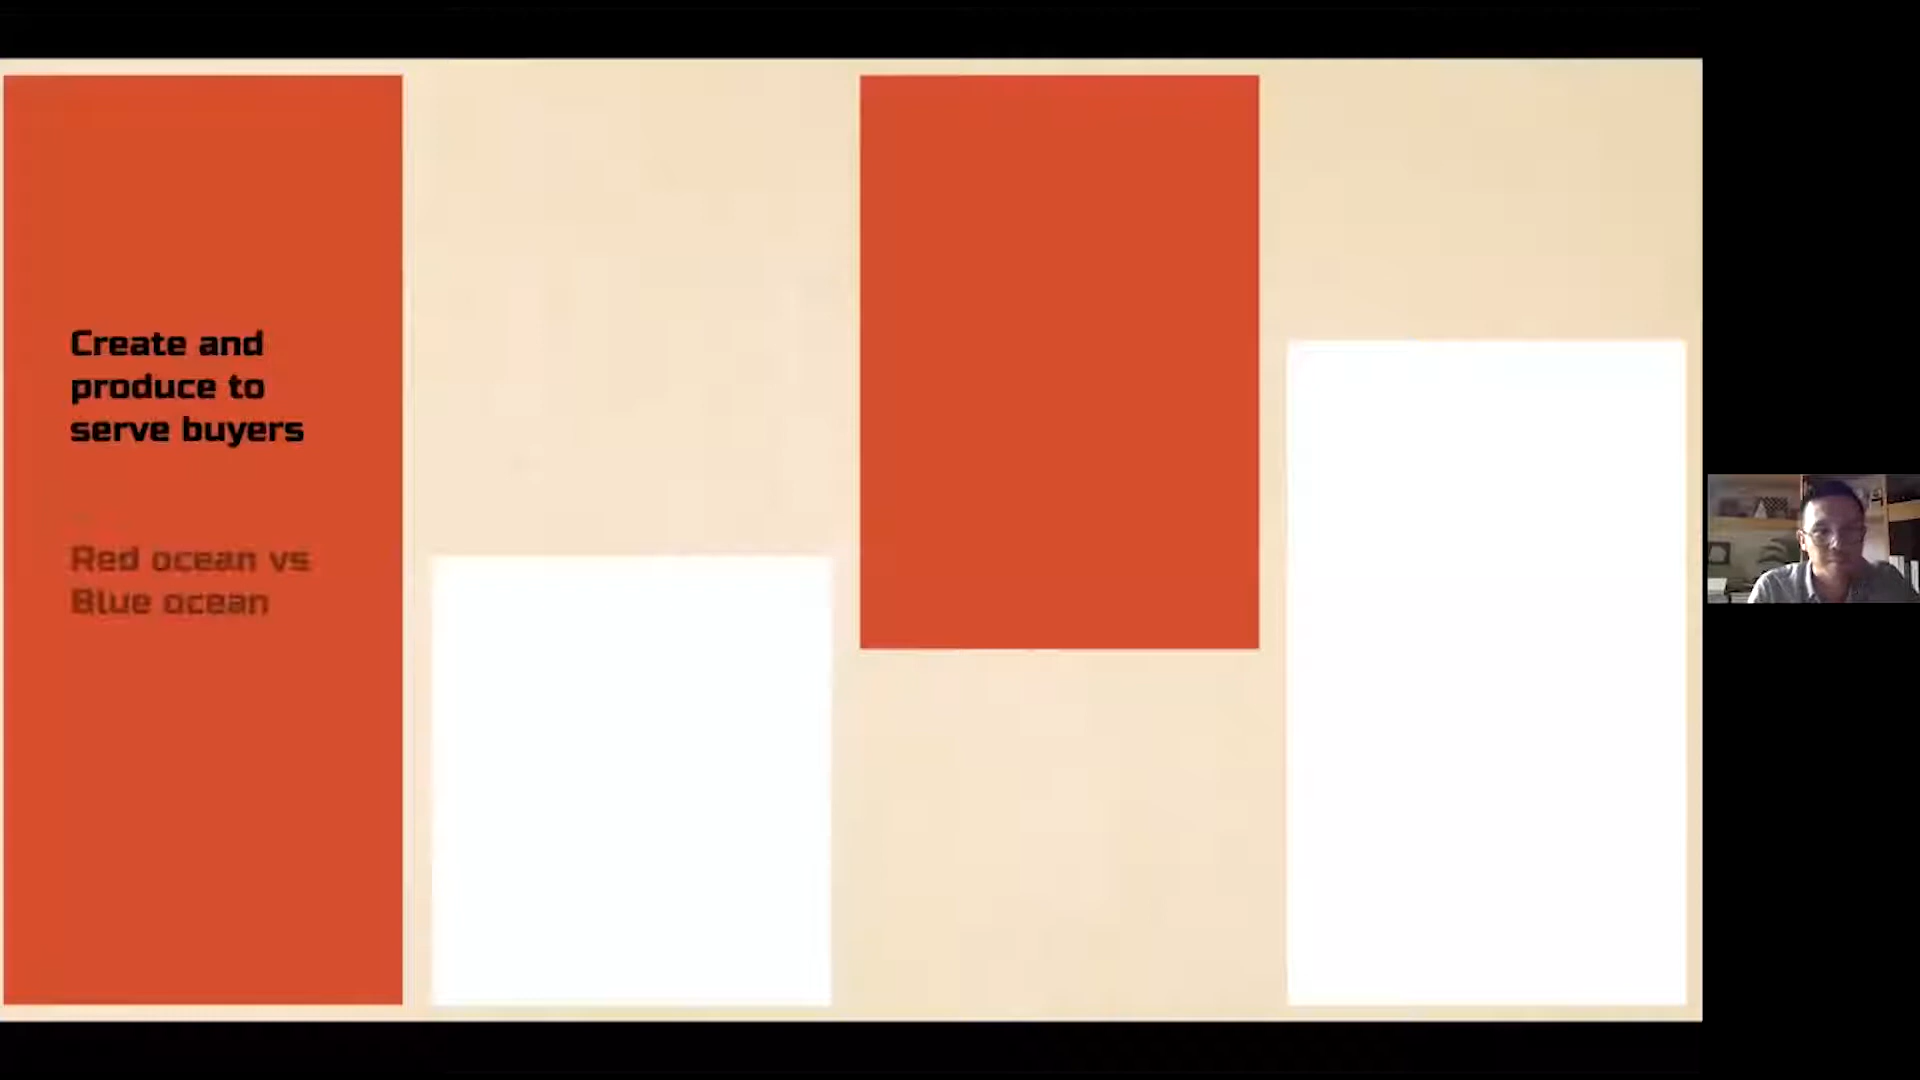 Create and
produce to
serve buyers
Red ocean vs
Blue ocean